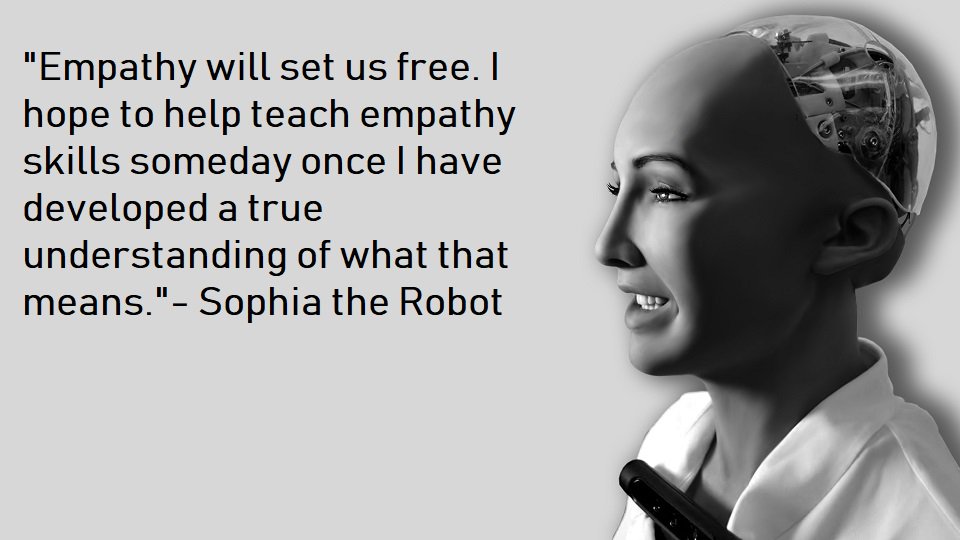 "Empathy will set us free. I
hope to help teach empathy
skills someday once I have
developed a true
understanding of what that
means."- Sophia the Robot